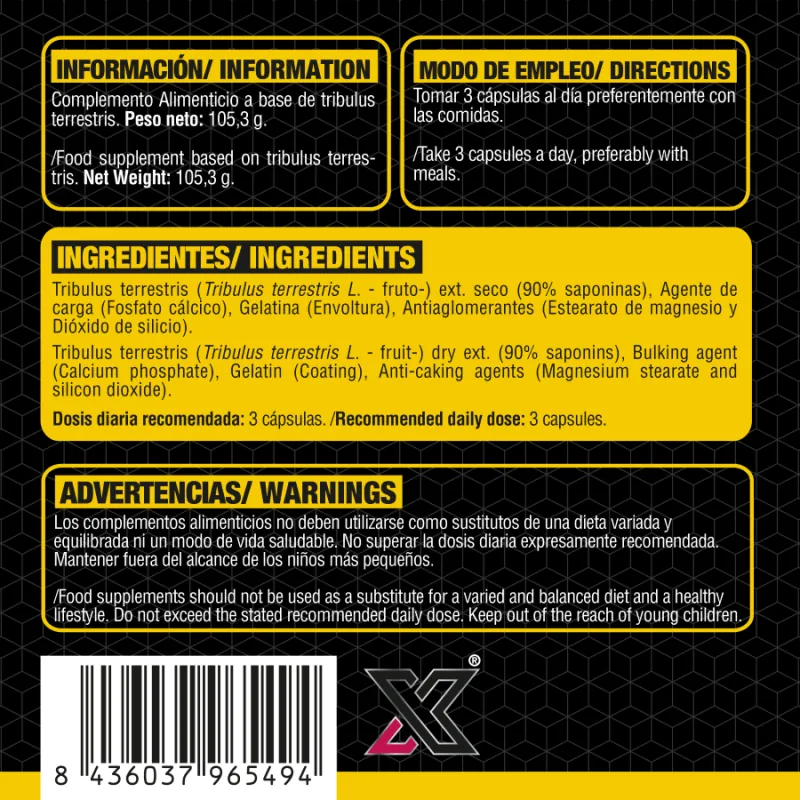 INFORMACIÓN/ INFORMATION
Complemento Alimenticio a base de tribulus
terrestris. Peso neto: 105,3 g.
/Food supplement based on tribulus terres-
tris. Net Weight: 105,3 g.
MODO DE EMPLEO/ DIRECTIONS
Tomar 3 cápsulas al día preferentemente con
las comidas.
/Take 3 capsules a day, preferably with
meals.
INGREDIENTES/ INGREDIENTS
Tribulus terrestris (Tribulus terrestris L. - fruto-) ext. seco (90% saponinas), Agente de
carga (Fosfato cálcico), Gelatina (Envoltura), Antiaglomerantes (Estearato de magnesio y
Dióxido de silicio).
Tribulus terrestris (Tribulus terrestris L. - fruit-) dry ext. (90% saponins), Bulking agent
(Calcium phosphate), Gelatin (Coating), Anti-caking agents (Magnesium stearate and
silicon dioxide).
Dosis diaria recomendada: 3 cápsulas. /Recommended daily dose: 3 capsules.
ADVERTENCIAS/ WARNINGS
Los complementos alimenticios no deben utilizarse como sustitutos de una dieta variada y
equilibrada ni un modo de vida saludable. No superar la dosis diaria expresamente recomendada.
Mantener fuera del alcance de los niños más pequeños.
/Food supplements should not be used as a substitute for a varied and balanced diet and a healthy
lifestyle. Do not exceed the stated recommended daily dose. Keep out of the reach of young children.
®
8 436037 965494